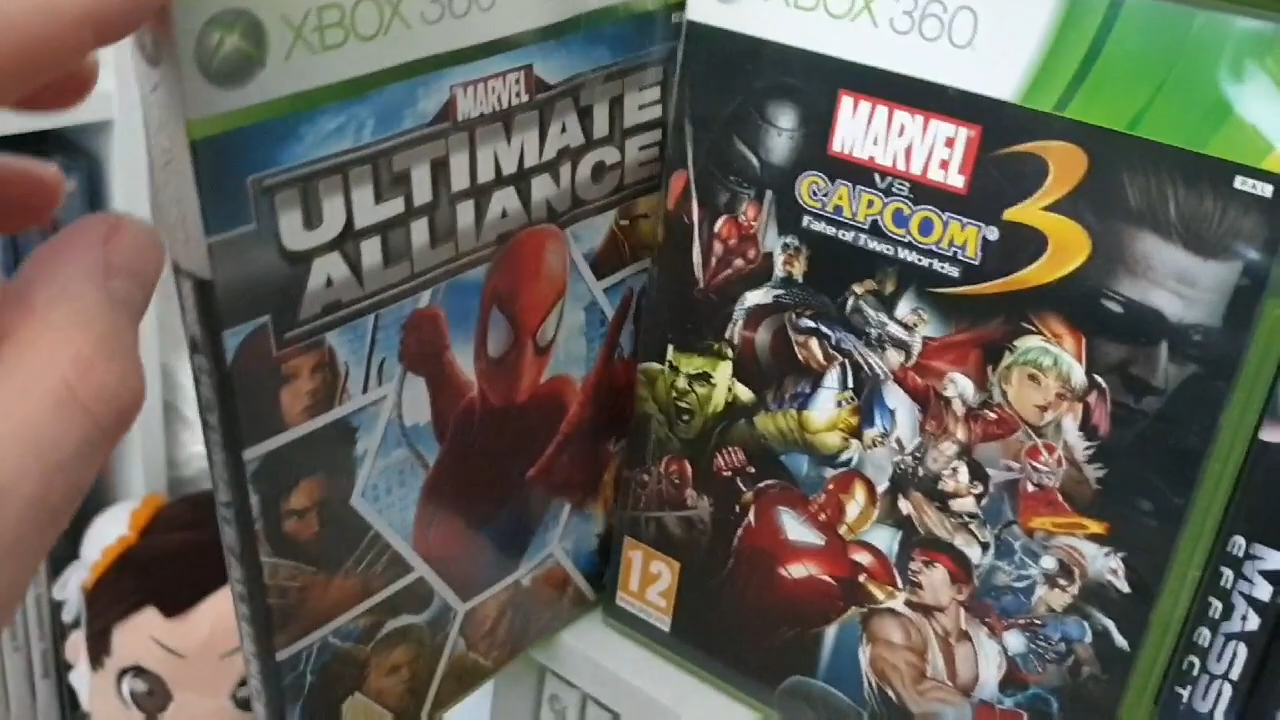 XBOX 360
MARVEL
ULTIMATE
ALLIANCE
XBOX 360
PAL
MARVEL
VS.
CAPCOM® 3
Fate of Two Worlds
12
MASS
EFFECT